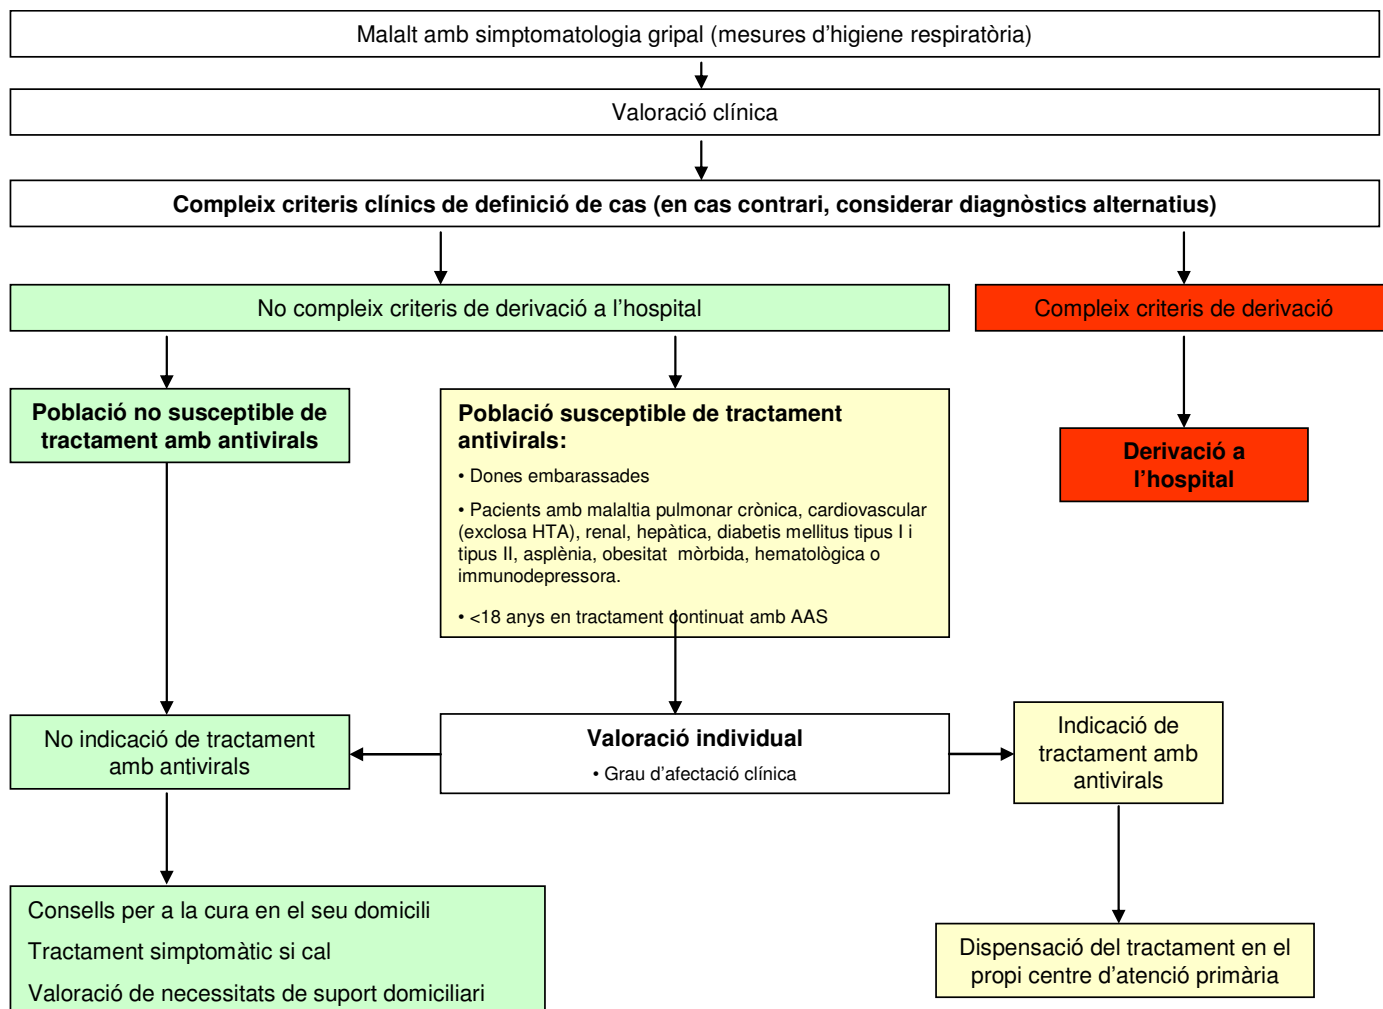 Malalt amb simptomatologia gripal (mesures d'higiene respiratòria)
Valoració clínica
Compleix criteris clínics de definició de cas (en cas contrari, considerar diagnòstics alternatius)
No compleix criteris de derivació a l'hospital
Compleix criteris de derivació
Població no susceptible de
tractament amb antivirals
Població susceptible de tractament
antivirals:
• Dones embarassades
• Pacients amb malaltia pulmonar crònica, cardiovascular
(exclosa HTA), renal, hepàtica, diabetis mellitus tipus I i
tipus II, asplènia, obesitat mòrbida, hematològica o
immunodepressora.
• <18 anys en tractament continuat amb AAS
Derivació a
l'hospital
No indicació de tractament
amb antivirals
Valoració individual
• Grau d'afectació clínica
Indicació de
tractament amb
antivirals
Consells per a la cura en el seu domicili
Tractament simptomàtic si cal
Valoració de necessitats de suport domiciliari
Dispensació del tractament en el
propi centre d'atenció primària